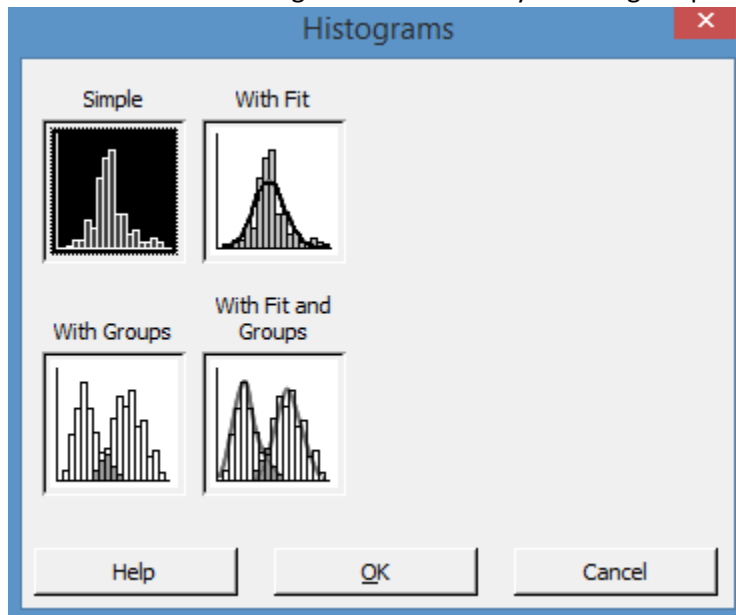 Histograms
Simple
With Fit
With Groups
With Fit and
Groups
Help
OK
Cancel